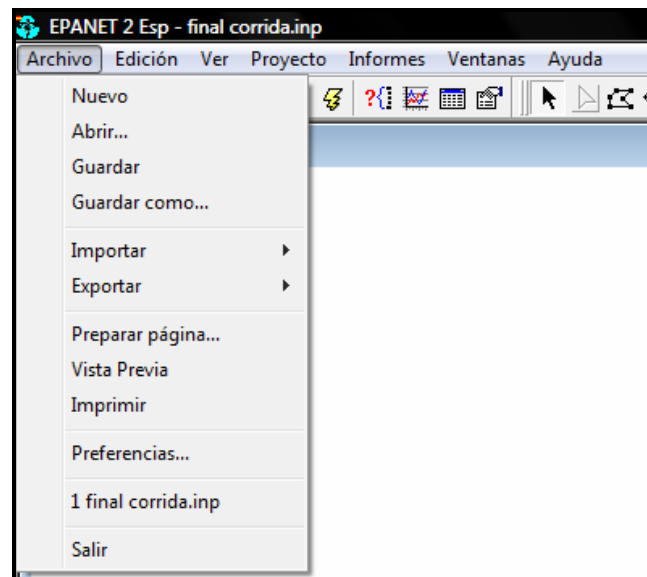 EPANET 2 Esp - final corrida.inp
Archivo Edición Ver Proyecto Informes Ventanas Ayuda
Nuevo
Abrir...
Guardar
Guardar como...
Importar
Exportar
Preparar página...
Vista Previa
Imprimir
Preferencias...
1 final corrida.inp
Salir